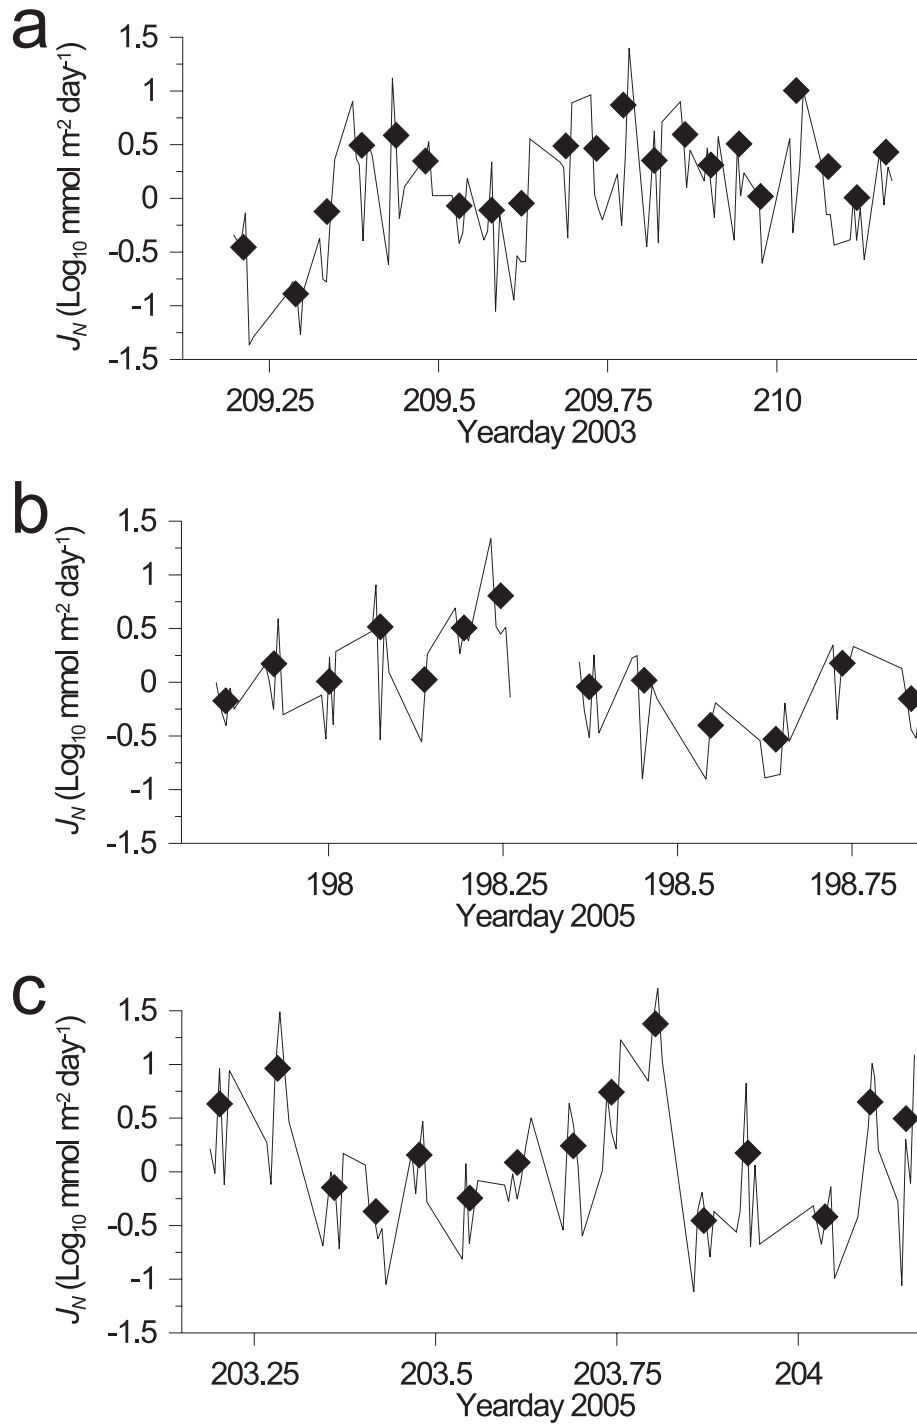 a
J_N (Log₁₀ mmol m⁻² day⁻¹)
1.5
1
0.5
0
-0.5
-1
-1.5
209.25 209.5 209.75 210
Yearday 2003
b
J_N (Log₁₀ mmol m⁻² day⁻¹)
1.5
1
0.5
0
-0.5
-1
-1.5
198 198.25 198.5 198.75
Yearday 2005
c
J_N (Log₁₀ mmol m⁻² day⁻¹)
1.5
1
0.5
0
-0.5
-1
-1.5
203.25 203.5 203.75 204
Yearday 2005